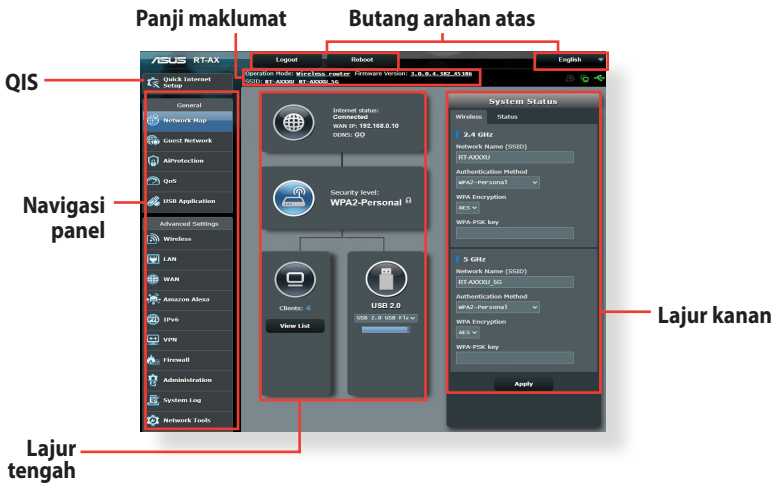 Panji maklumat
Butang arahan atas
QIS
Navigasi
panel
Lajur
tengah
Lajur kanan
ASUS RT-AX
Logout
Reboot
English
Quick Internet
Setup
Operation Mode: Wireless router Firmware Version: 3.0.0.4.382_45386
SSID: RT-AXXXU RT-AXXXU_5G
General
Network Map
Guest Network
AiProtection
QoS
USB Application
Advanced Settings
Wireless
LAN
WAN
Amazon Alexa
IPv6
VPN
Firewall
Administration
System Log
Network Tools
Internet status:
Connected
WAN IP: 192.168.0.10
DDNS: GO
Security level:
WPA2-Personal
Clients: 4
View List
USB 2.0
USB 2.0 USB Fla
System Status
Wireless
Status
2.4 GHz
Network Name (SSID)
RT-AXXXU
Authentication Method
WPA2-Personal
WPA Encryption
AES
WPA-PSK key
5 GHz
Network Name (SSID)
RT-AXXXU_5G
Authentication Method
WPA2-Personal
WPA Encryption
AES
WPA-PSK key
Apply